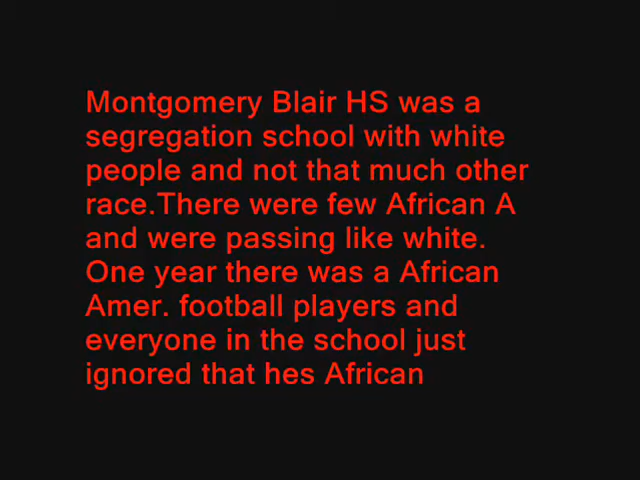 Montgomery Blair HS was a
segregation school with white
people and not that much other
race.There were few African A
and were passing like white.
One year there was a African
Amer. football players and
everyone in the school just
ignored that hes African